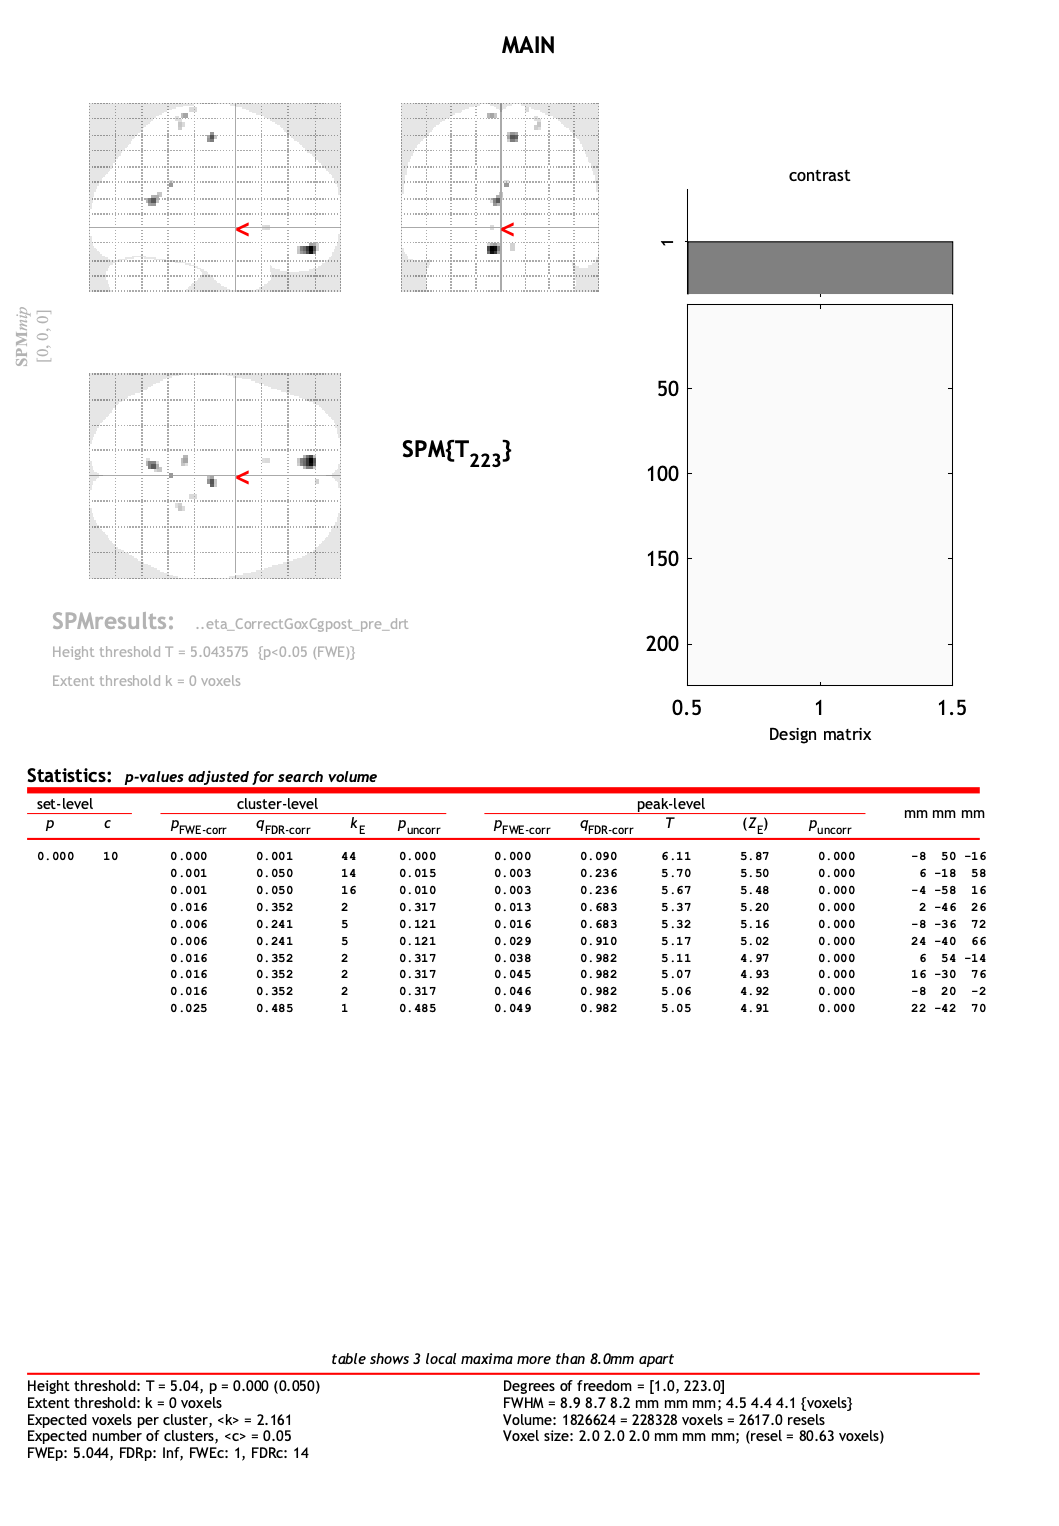 MAIN
contrast
1
SPMmip
[0, 0, 0]
<
<
<
SPM{T223}
50
100
150
200
0.5 1 1.5
Design matrix
SPMresults: ..eta_CorrectGoxCgpost_pre_drt
Height threshold T = 5.043575 {p<0.05 (FWE)}
Extent threshold k = 0 voxels
Statistics: p-values adjusted for search volume
set-level cluster-level peak-level mm mm mm
p c pFWE-corr qFDR-corr kE puncorr pFWE-corr qFDR-corr T (ZE) puncorr
0.000 10 0.000 0.001 44 0.000 0.000 0.090 6.11 5.87 0.000 -8 50 -16
0.001 0.050 14 0.015 0.003 0.236 5.70 5.50 0.000 6 -18 58
0.001 0.050 16 0.010 0.003 0.236 5.67 5.48 0.000 -4 -58 16
0.016 0.352 2 0.317 0.013 0.683 5.37 5.20 0.000 2 -46 26
0.006 0.241 5 0.121 0.016 0.683 5.32 5.16 0.000 -8 -36 72
0.006 0.241 5 0.121 0.029 0.910 5.17 5.02 0.000 24 -40 66
0.016 0.352 2 0.317 0.038 0.982 5.11 4.97 0.000 6 54 -14
0.016 0.352 2 0.317 0.045 0.982 5.07 4.93 0.000 16 -30 76
0.016 0.352 2 0.317 0.046 0.982 5.06 4.92 0.000 -8 20 -2
0.025 0.485 1 0.485 0.049 0.982 5.05 4.91 0.000 22 -42 70
table shows 3 local maxima more than 8.0mm apart
Height threshold: T = 5.04, p = 0.000 (0.050)
Extent threshold: k = 0 voxels
Expected voxels per cluster, <k> = 2.161
Expected number of clusters, <c> = 0.05
FWEp: 5.044, FDRp: Inf, FWEc: 1, FDRc: 14
Degrees of freedom = [1.0, 223.0]
FWHM = 8.9 8.7 8.2 mm mm mm; 4.5 4.4 4.1 {voxels}
Volume: 1826624 = 228328 voxels = 2617.0 resels
Voxel size: 2.0 2.0 2.0 mm mm mm; (resel = 80.63 voxels)